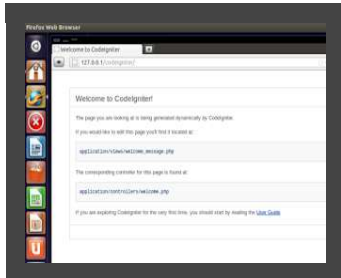 Firefox Web Browser
Welcome to CodeIgniter
127.0.0.1/codeigniter/
Welcome to CodeIgniter!
The page you are looking at is being generated dynamically by CodeIgniter.
If you would like to edit this page you'll find it located at:
application/views/welcome_message.php
The corresponding controller for this page is found at:
application/controllers/welcome.php
If you are exploring CodeIgniter for the very first time, you should start by reading the User Guide.